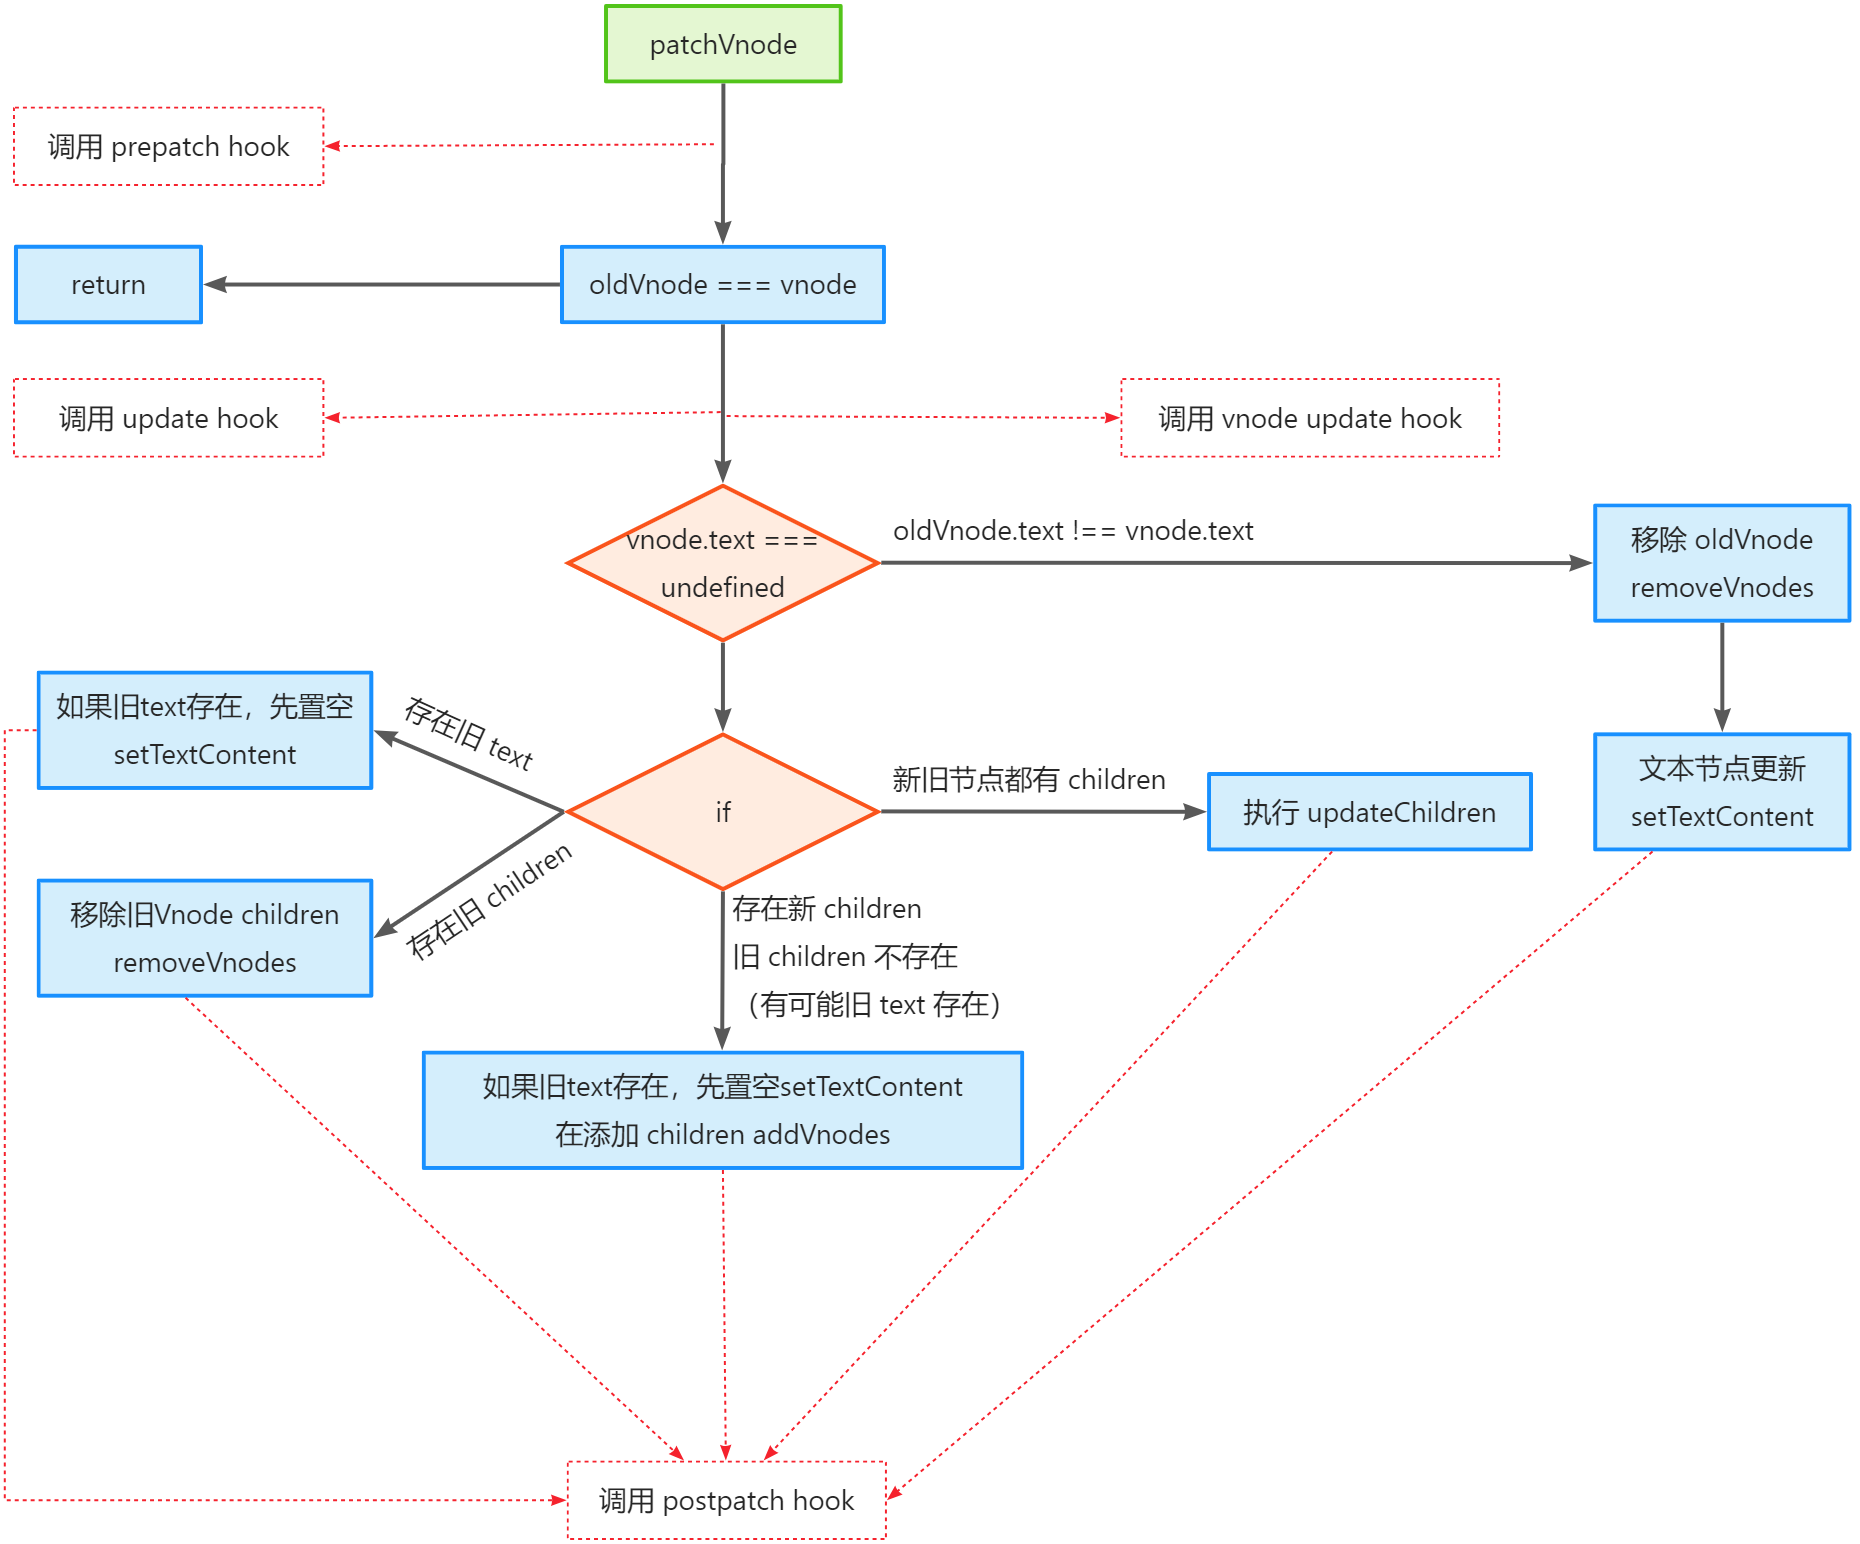 patchVnode
调用 prepatch hook
return
oldVnode === vnode
调用 update hook
调用 vnode update hook
vnode.text ===
undefined
oldVnode.text !== vnode.text
移除 oldVnode
removeVnodes
如果旧text存在，先置空
setTextContent
存在旧 text
if
新旧节点都有 children
执行 updateChildren
文本节点更新
setTextContent
移除旧Vnode children
removeVnodes
存在旧 children
存在新 children
旧 children 不存在
（有可能旧 text 存在）
如果旧text存在，先置空setTextContent
在添加 children addVnodes
调用 postpatch hook